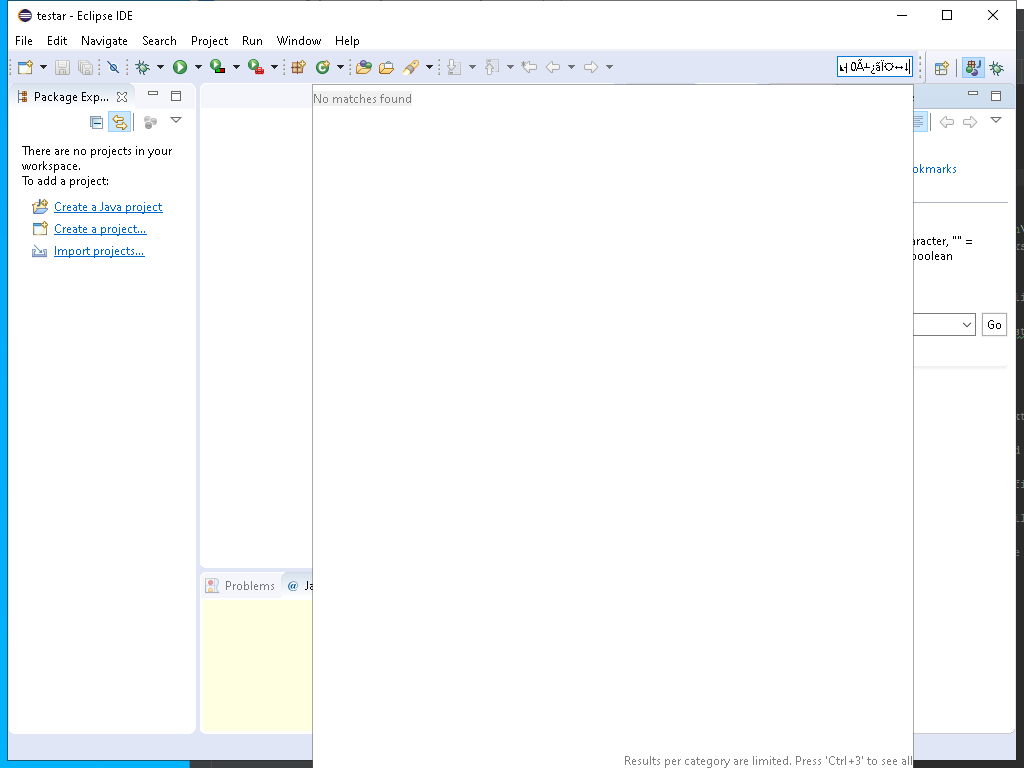 testar - Eclipse IDE
File Edit Navigate Search Project Run Window Help
Package Exp...
No matches found
There are no projects in your
workspace.
To add a project:
Create a Java project
Create a project...
Import projects...
okmarks
aracter, "" =
boolean
Go
Problems @ Ja
Results per category are limited. Press 'Ctrl+3' to see all